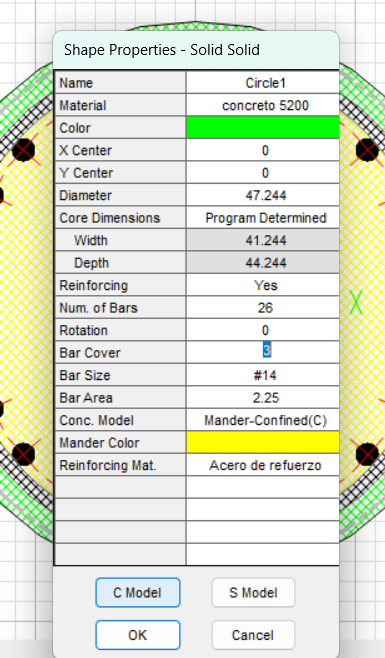 Shape Properties - Solid Solid
Name Circle1
Material concreto 5200
Color
X Center 0
Y Center 0
Diameter 47.244
Core Dimensions Program Determined
Width 41.244
Depth 44.244
Reinforcing Yes
Num. of Bars 26
Rotation 0
Bar Cover 3
Bar Size #14
Bar Area 2.25
Conc. Model Mander-Confined(C)
Mander Color
Reinforcing Mat. Acero de refuerzo
C Model S Model
OK Cancel